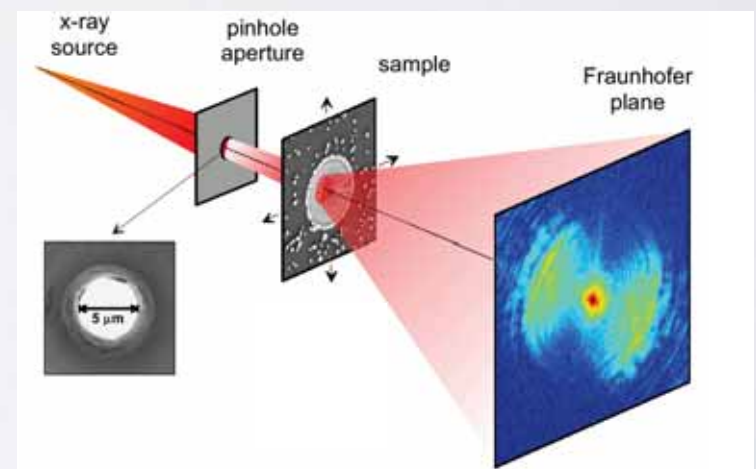 x-ray
source
pinhole
aperture
sample
Fraunhofer
plane
5 μm